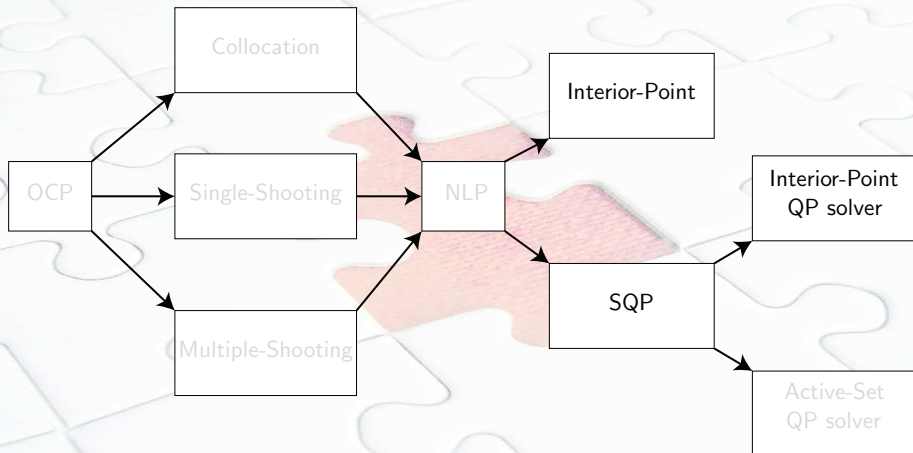 Collocation
Interior-Point
OCP
Single-Shooting
NLP
Interior-Point
QP solver
SQP
Multiple-Shooting
Active-Set
QP solver